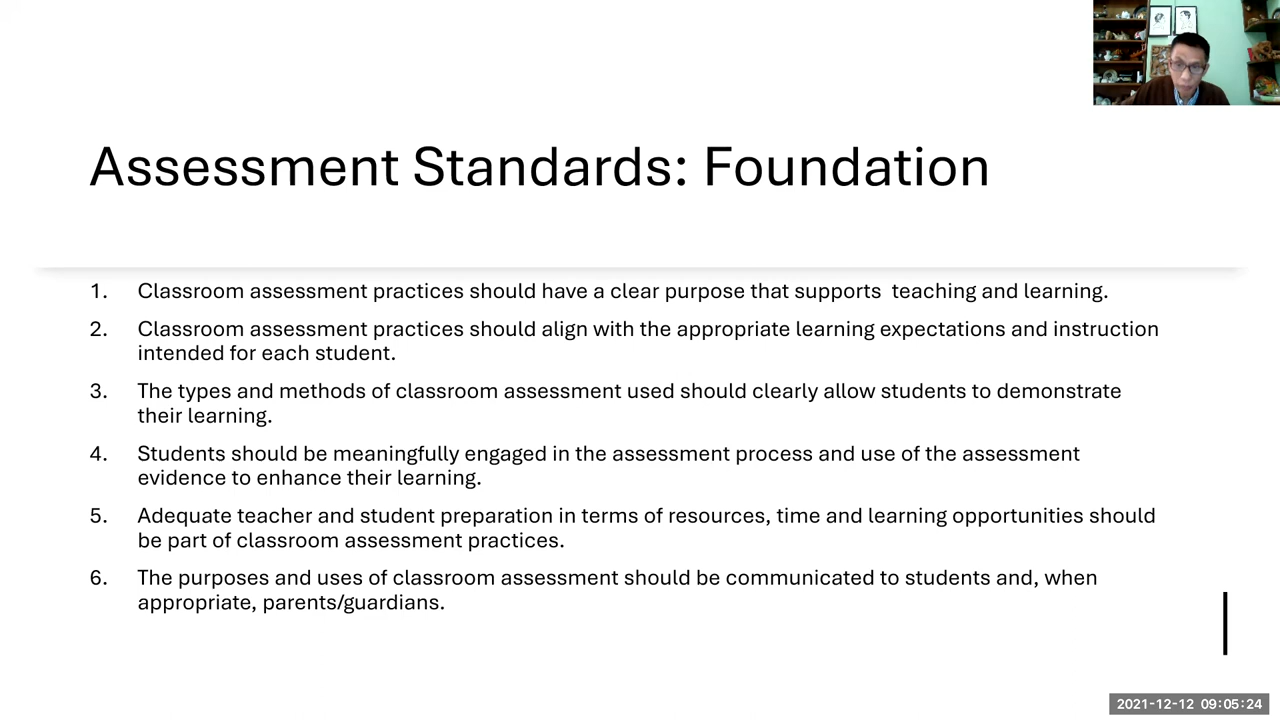 Assessment Standards: Foundation
1. Classroom assessment practices should have a clear purpose that supports  teaching and learning.
2. Classroom assessment practices should align with the appropriate learning expectations and instruction
intended for each student.
3. The types and methods of classroom assessment used should clearly allow students to demonstrate
their learning.
4. Students should be meaningfully engaged in the assessment process and use of the assessment
evidence to enhance their learning.
5. Adequate teacher and student preparation in terms of resources, time and learning opportunities should
be part of classroom assessment practices.
6. The purposes and uses of classroom assessment should be communicated to students and, when
appropriate, parents/guardians.
2021-12-12 09:05:24